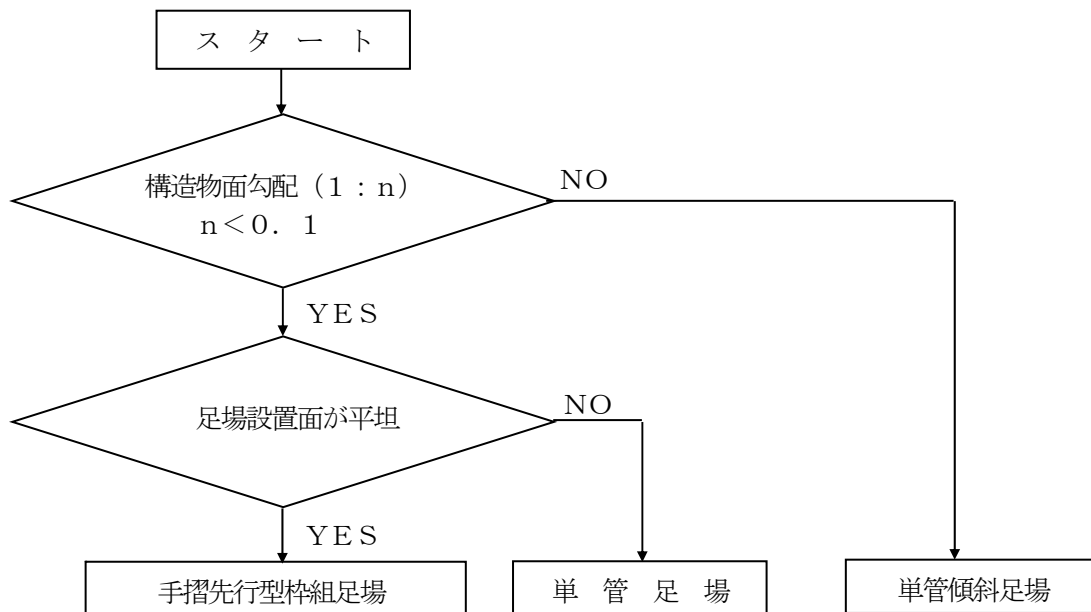 ス タ ー ト
構造物面勾配（１：ｎ）
ｎ＜０．１
ＮＯ
ＹＥＳ
足場設置面が平坦
ＮＯ
ＹＥＳ
手摺先行型枠組足場
単 管 足 場
単管傾斜足場